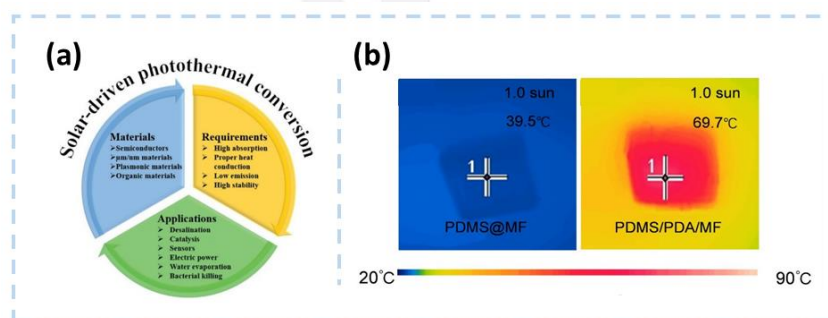 (a)
Solar-driven photothermal conversion
Materials
➢Semiconductors
➢μm/nm materials
➢Plasmonic materials
➢Organic materials
Requirements
➢ High absorption
➢ Proper heat
conduction
➢ Low emission
➢ High stability
Applications
➢ Desalination
➢ Catalysis
➢ Sensors
➢ Electric power
➢ Water evaporation
➢ Bacterial killing
(b)
1.0 sun
39.5℃
1
PDMS@MF
1.0 sun
69.7℃
1
PDMS/PDA/MF
20℃
90℃